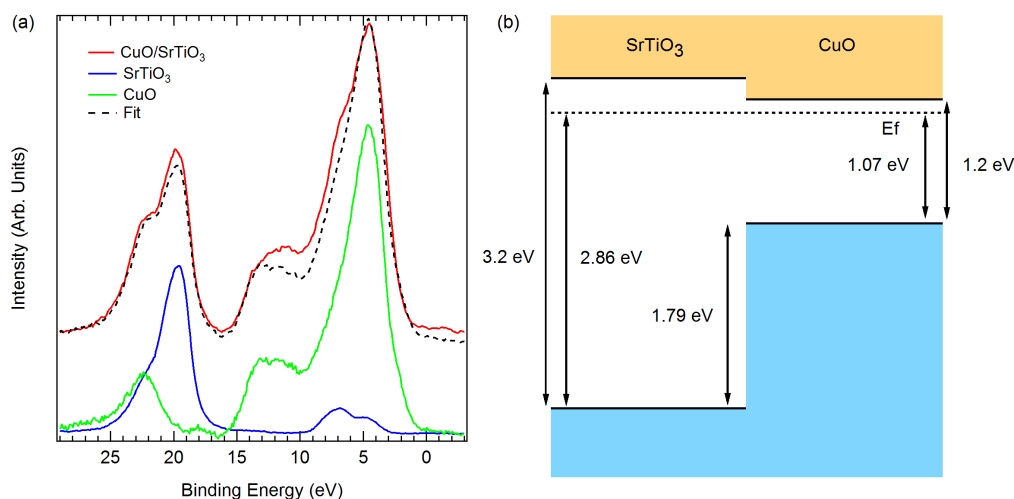 (a)
CuO/SrTiO₃
SrTiO₃
CuO
Fit
Intensity (Arb. Units)
25 20 15 10 5 0
Binding Energy (eV)
(b)
SrTiO₃ CuO
Ef
1.07 eV 1.2 eV
3.2 eV 2.86 eV
1.79 eV